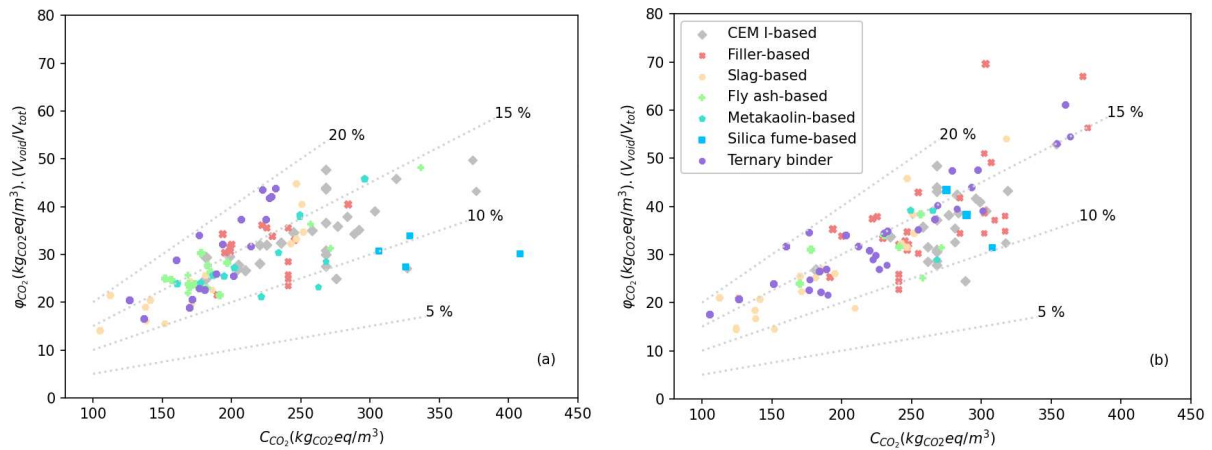 80
70
60
50
40
30
20
10
0
φCO₂(kgCO2eq/m³).(Vvoid/Vtot)
20 %
15 %
10 %
5 %
(a)
100 150 200 250 300 350 400 450
CCO₂(kgCO2eq/m³)
80
70
60
50
40
30
20
10
0
φCO₂(kgCO2eq/m³).(Vvoid/Vtot)
CEM I-based
Filler-based
Slag-based
Fly ash-based
Metakaolin-based
Silica fume-based
Ternary binder
20 %
15 %
10 %
5 %
(b)
100 150 200 250 300 350 400 450
CCO₂(kgCO2eq/m³)